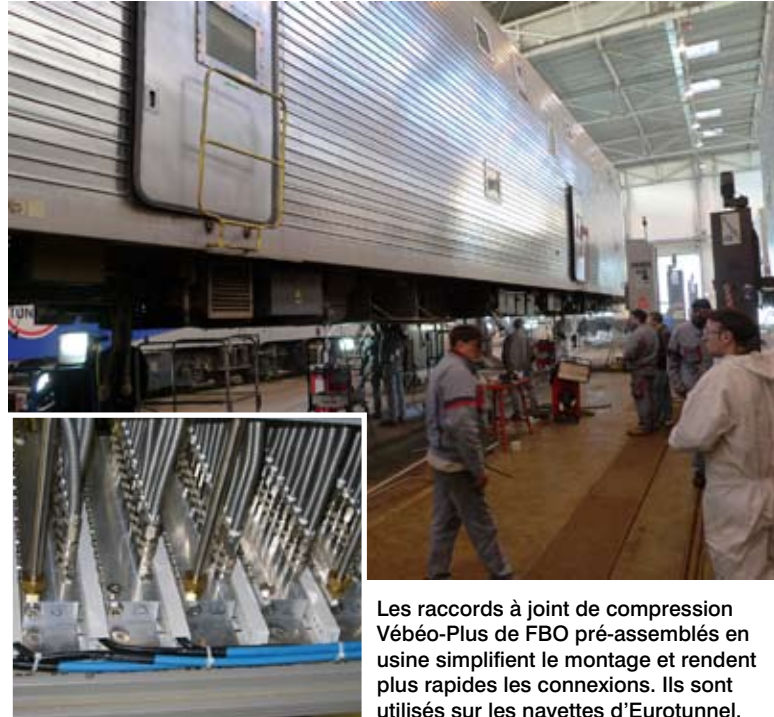 TUN
Les raccords à joint de compression
Vébéo-Plus de FBO pré-assemblés en
usine simplifient le montage et rendent
plus rapides les connexions. Ils sont
utilisés sur les navettes d'Eurotunnel.